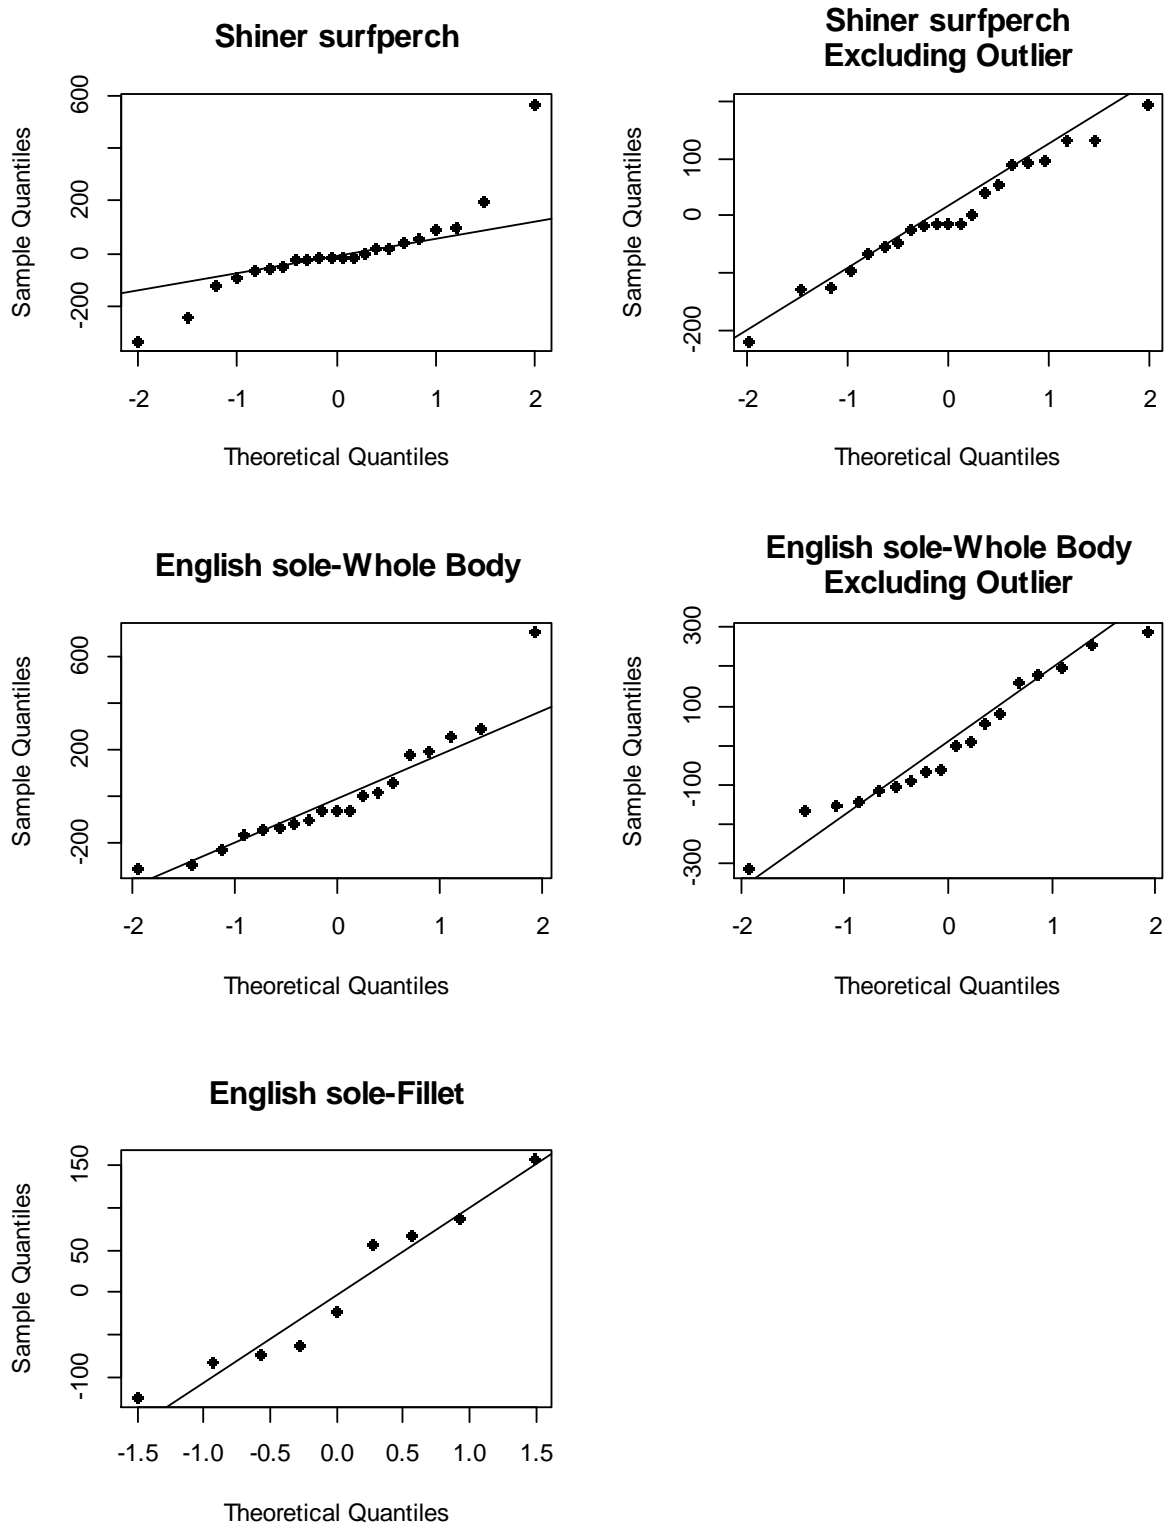 Shiner surfperch
Sample Quantiles
600
200
0
-200
-2 -1 0 1 2
Theoretical Quantiles
Shiner surfperch
Excluding Outlier
Sample Quantiles
100
0
-200
-2 -1 0 1 2
Theoretical Quantiles
English sole-Whole Body
Sample Quantiles
600
200
-200
-2 -1 0 1 2
Theoretical Quantiles
English sole-Whole Body
Excluding Outlier
Sample Quantiles
300
100
-100
-300
-2 -1 0 1 2
Theoretical Quantiles
English sole-Fillet
Sample Quantiles
150
50
0
-100
-1.5 -1.0 -0.5 0.0 0.5 1.0 1.5
Theoretical Quantiles